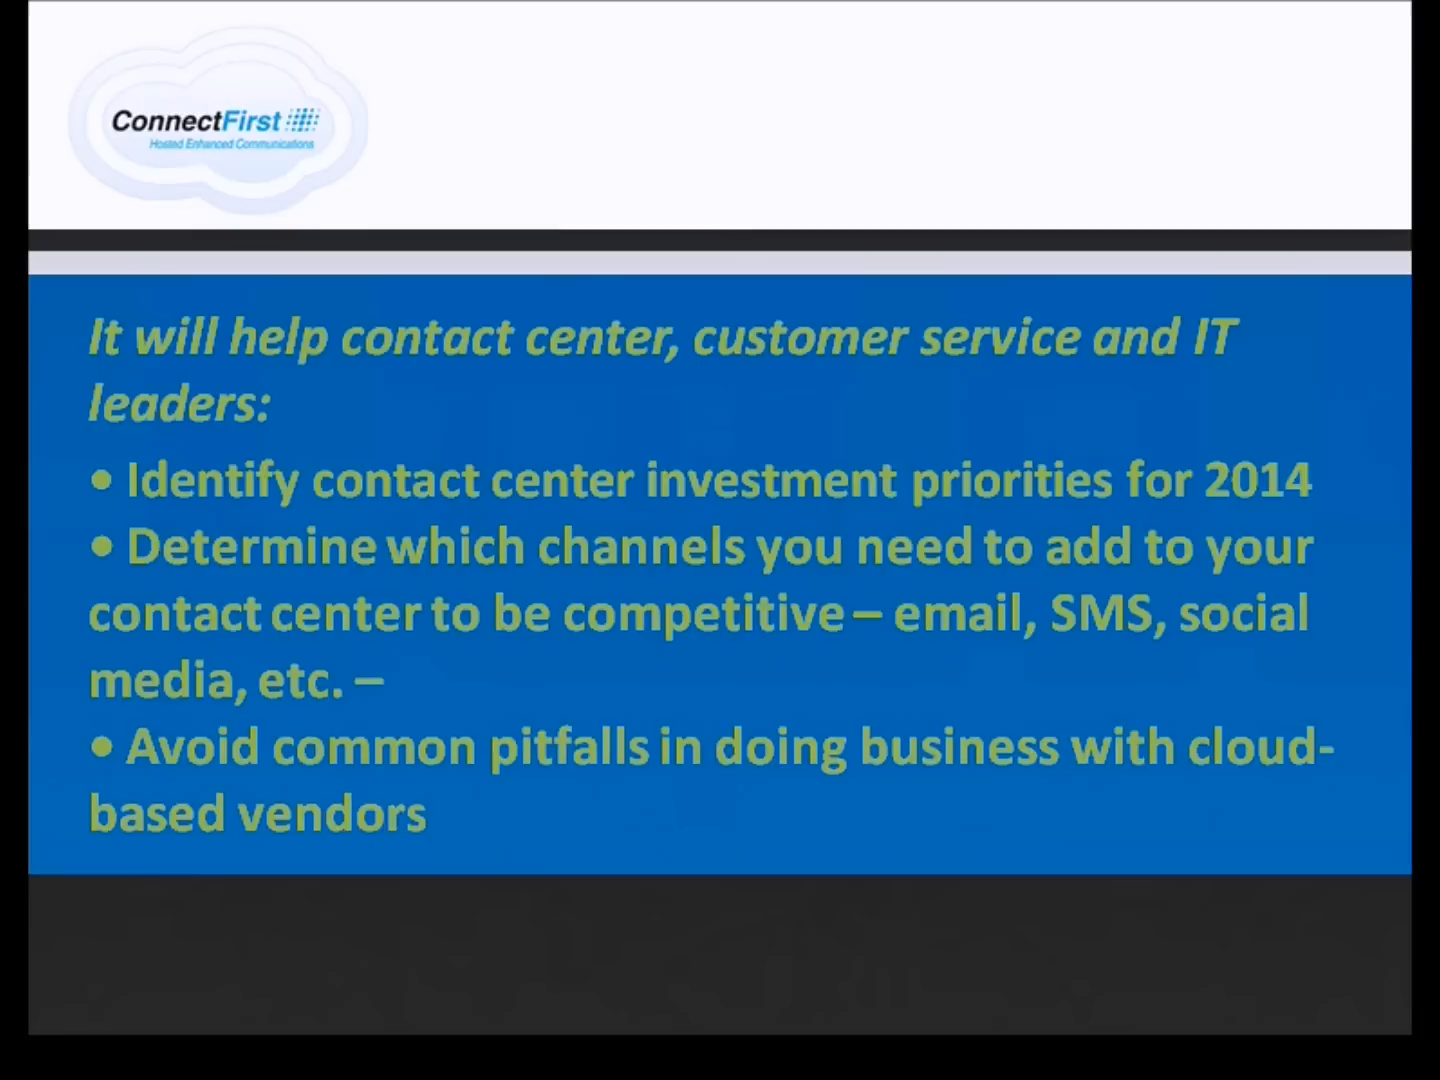 ConnectFirst
Hosted Enhanced Communications
It will help contact center, customer service and IT
leaders:
• Identify contact center investment priorities for 2014
• Determine which channels you need to add to your
contact center to be competitive – email, SMS, social
media, etc. –
• Avoid common pitfalls in doing business with cloud-
based vendors